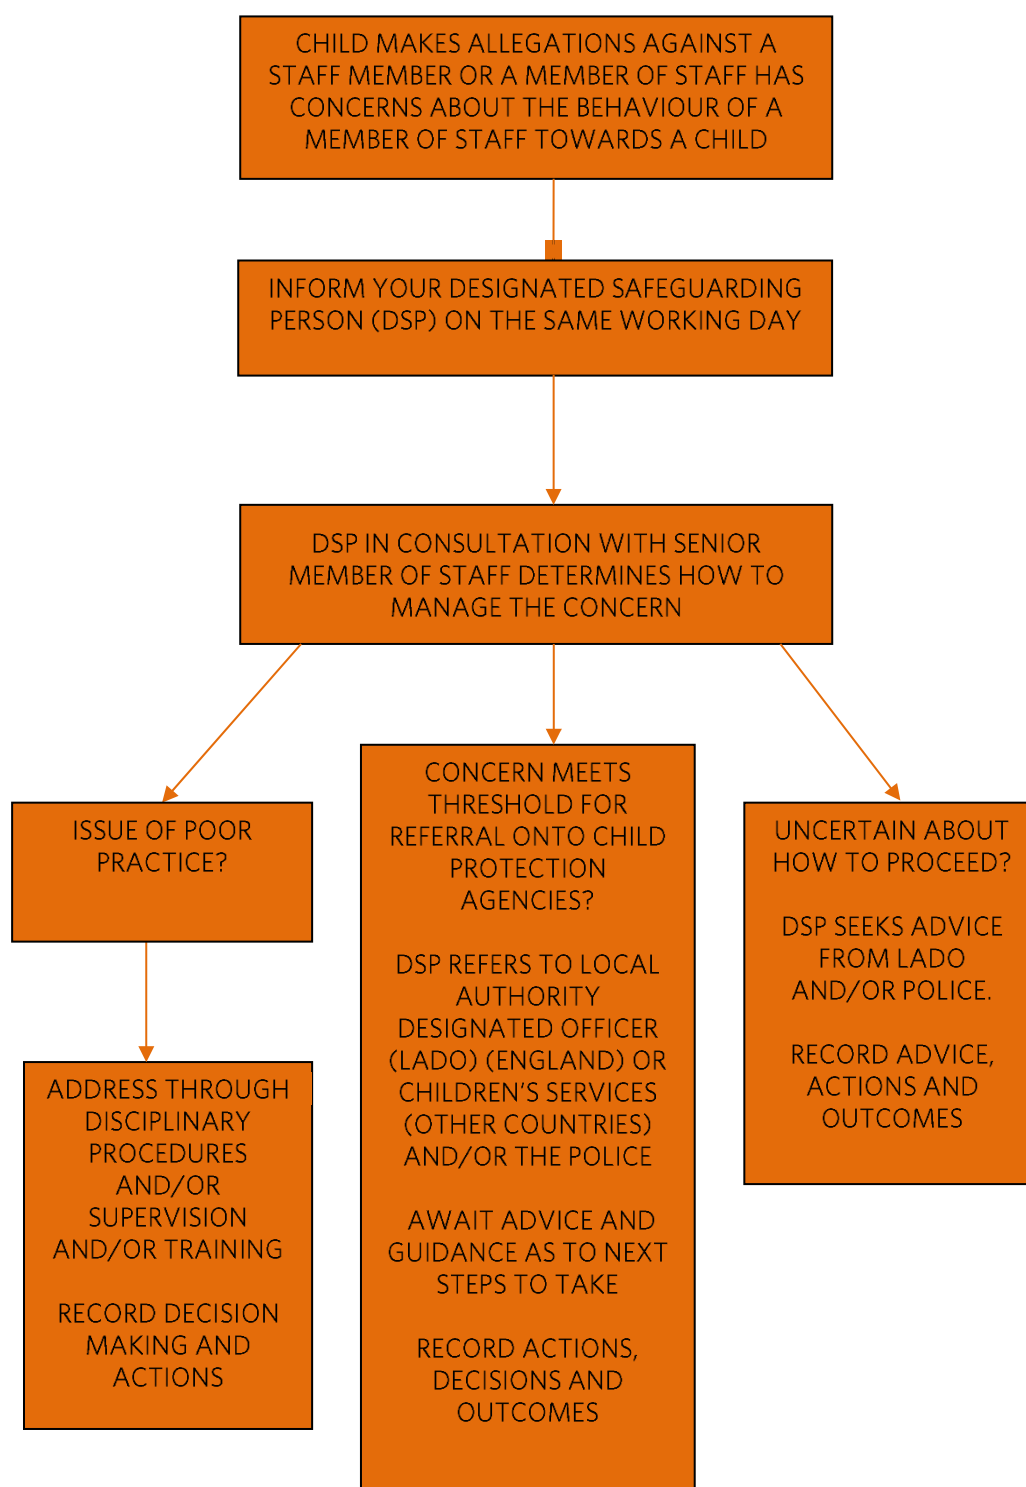 CHILD MAKES ALLEGATIONS AGAINST A
STAFF MEMBER OR A MEMBER OF STAFF HAS
CONCERNS ABOUT THE BEHAVIOUR OF A
MEMBER OF STAFF TOWARDS A CHILD
INFORM YOUR DESIGNATED SAFEGUARDING
PERSON (DSP) ON THE SAME WORKING DAY
DSP IN CONSULTATION WITH SENIOR
MEMBER OF STAFF DETERMINES HOW TO
MANAGE THE CONCERN
ISSUE OF POOR
PRACTICE?
ADDRESS THROUGH
DISCIPLINARY
PROCEDURES
AND/OR
SUPERVISION
AND/OR TRAINING
RECORD DECISION
MAKING AND
ACTIONS
CONCERN MEETS
THRESHOLD FOR
REFERRAL ONTO CHILD
PROTECTION
AGENCIES?
DSP REFERS TO LOCAL
AUTHORITY
DESIGNATED OFFICER
(LADO) (ENGLAND) OR
CHILDREN'S SERVICES
(OTHER COUNTRIES)
AND/OR THE POLICE
AWAIT ADVICE AND
GUIDANCE AS TO NEXT
STEPS TO TAKE
RECORD ACTIONS,
DECISIONS AND
OUTCOMES
UNCERTAIN ABOUT
HOW TO PROCEED?
DSP SEEKS ADVICE
FROM LADO
AND/OR POLICE.
RECORD ADVICE,
ACTIONS AND
OUTCOMES